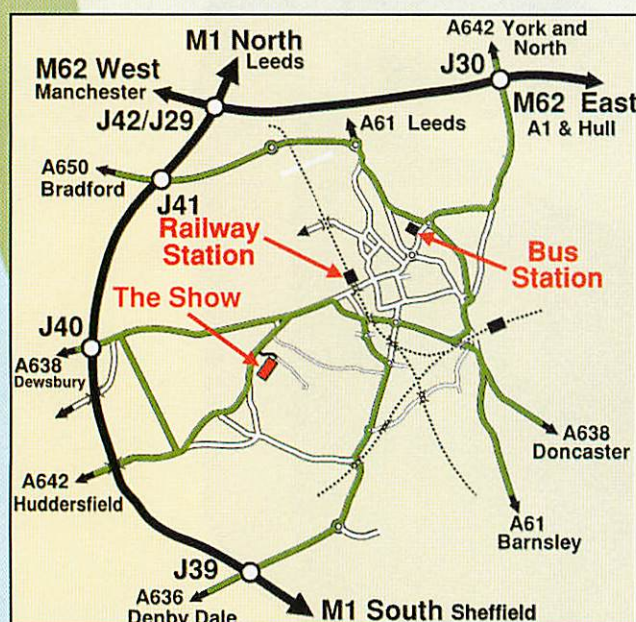 A642 York and
North
M1 North
Leeds
J30
M62 West
Manchester
M62 East
A1 & Hull
J42/J29
A61 Leeds
A650
Bradford
J41
Railway
Station
Bus
Station
The Show
J40
A638
Dewsbury
A638
Doncaster
A642
Huddersfield
A61
Barnsley
J39
A636
Denby Dale
M1 South Sheffield